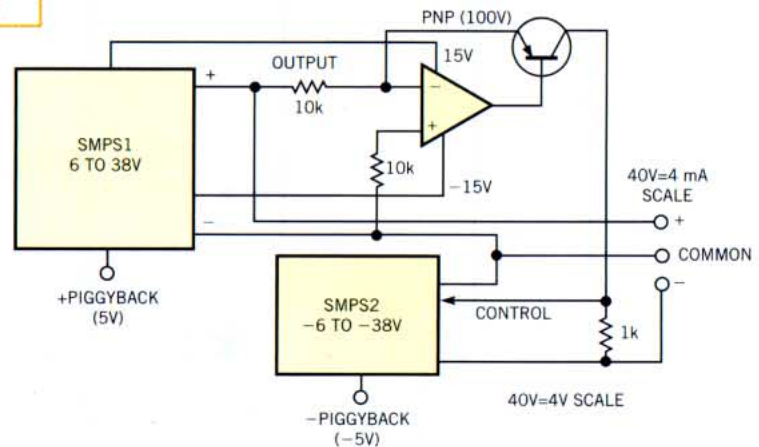 PNP (100V)
15V
OUTPUT
+
10k
−
+
SMPS1
6 TO 38V
10k
−15V
40V=4 mA
SCALE
+
−
COMMON
−
+PIGGYBACK
(5V)
SMPS2
−6 TO −38V
CONTROL
1k
40V=4V SCALE
−PIGGYBACK
(−5V)